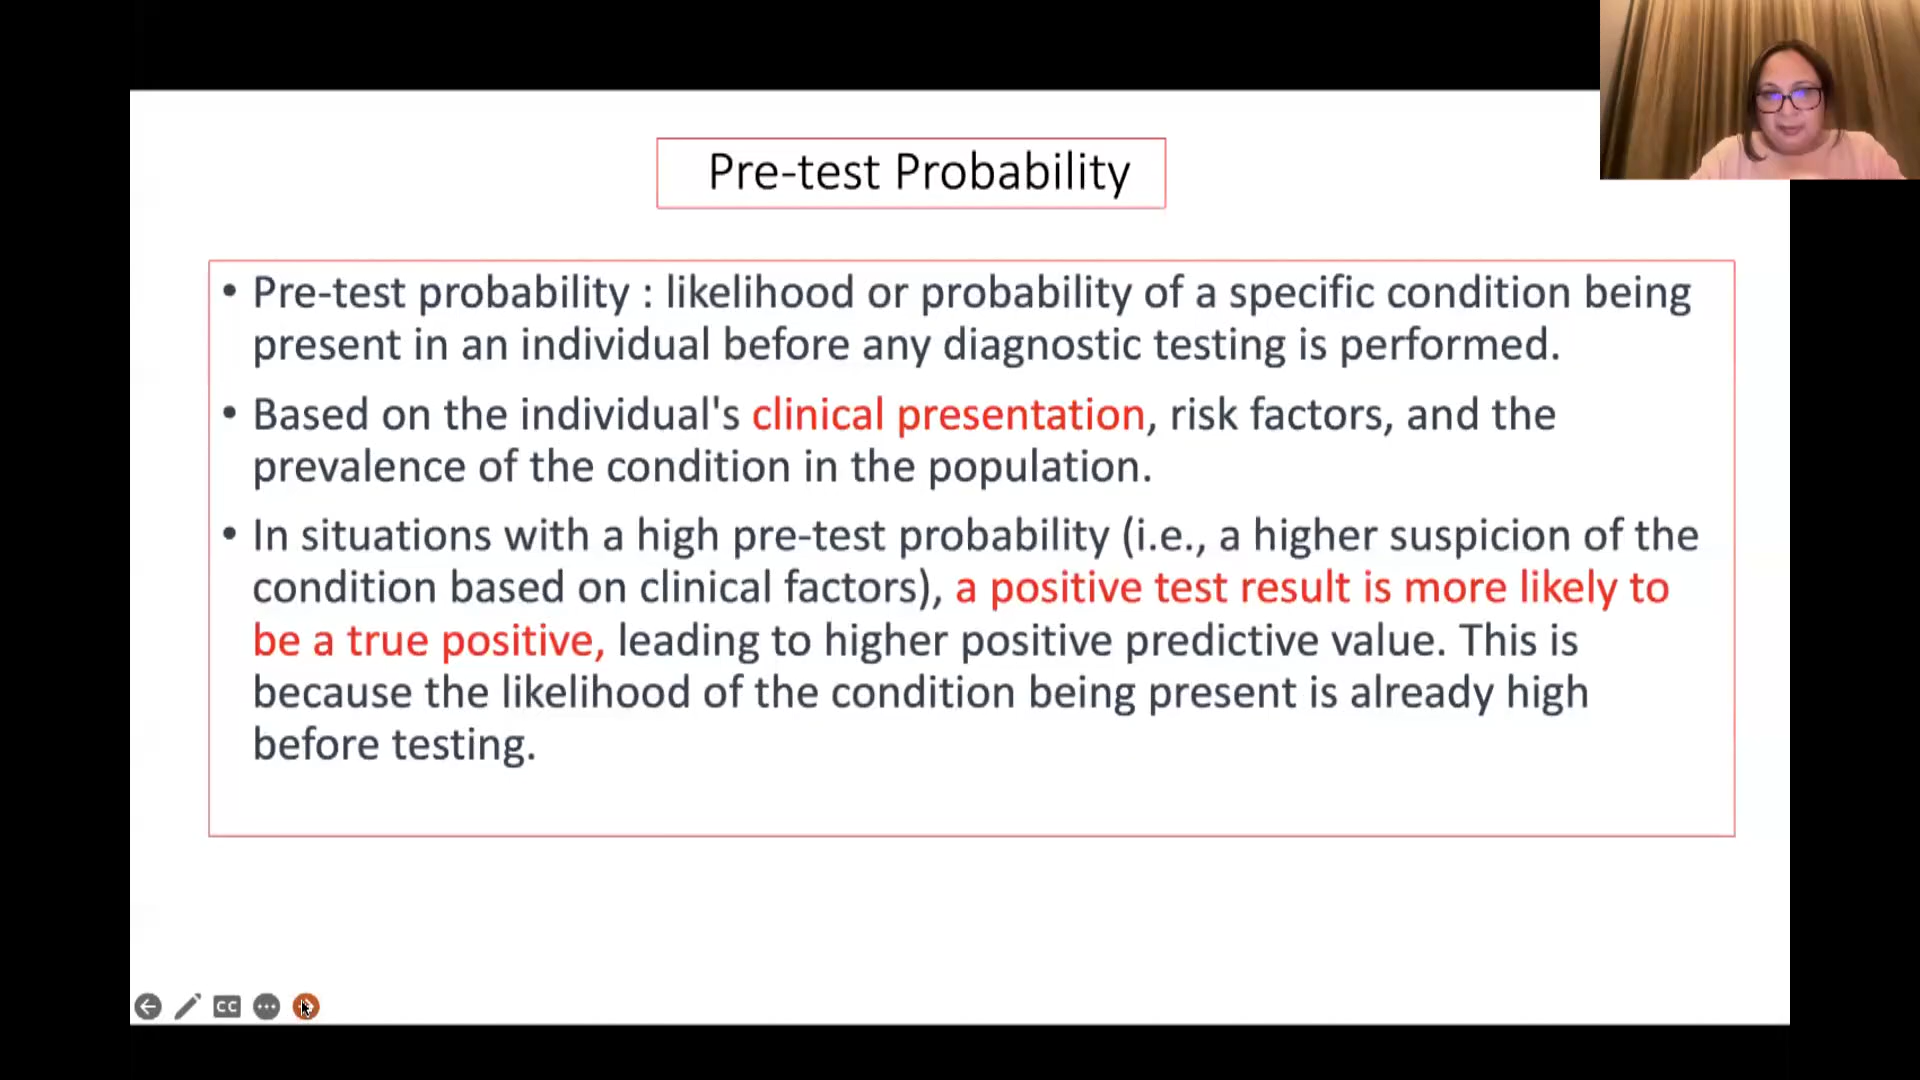 Pre-test Probability
• Pre-test probability : likelihood or probability of a specific condition being
present in an individual before any diagnostic testing is performed.
• Based on the individual's clinical presentation, risk factors, and the
prevalence of the condition in the population.
• In situations with a high pre-test probability (i.e., a higher suspicion of the
condition based on clinical factors), a positive test result is more likely to
be a true positive, leading to higher positive predictive value. This is
because the likelihood of the condition being present is already high
before testing.
CC